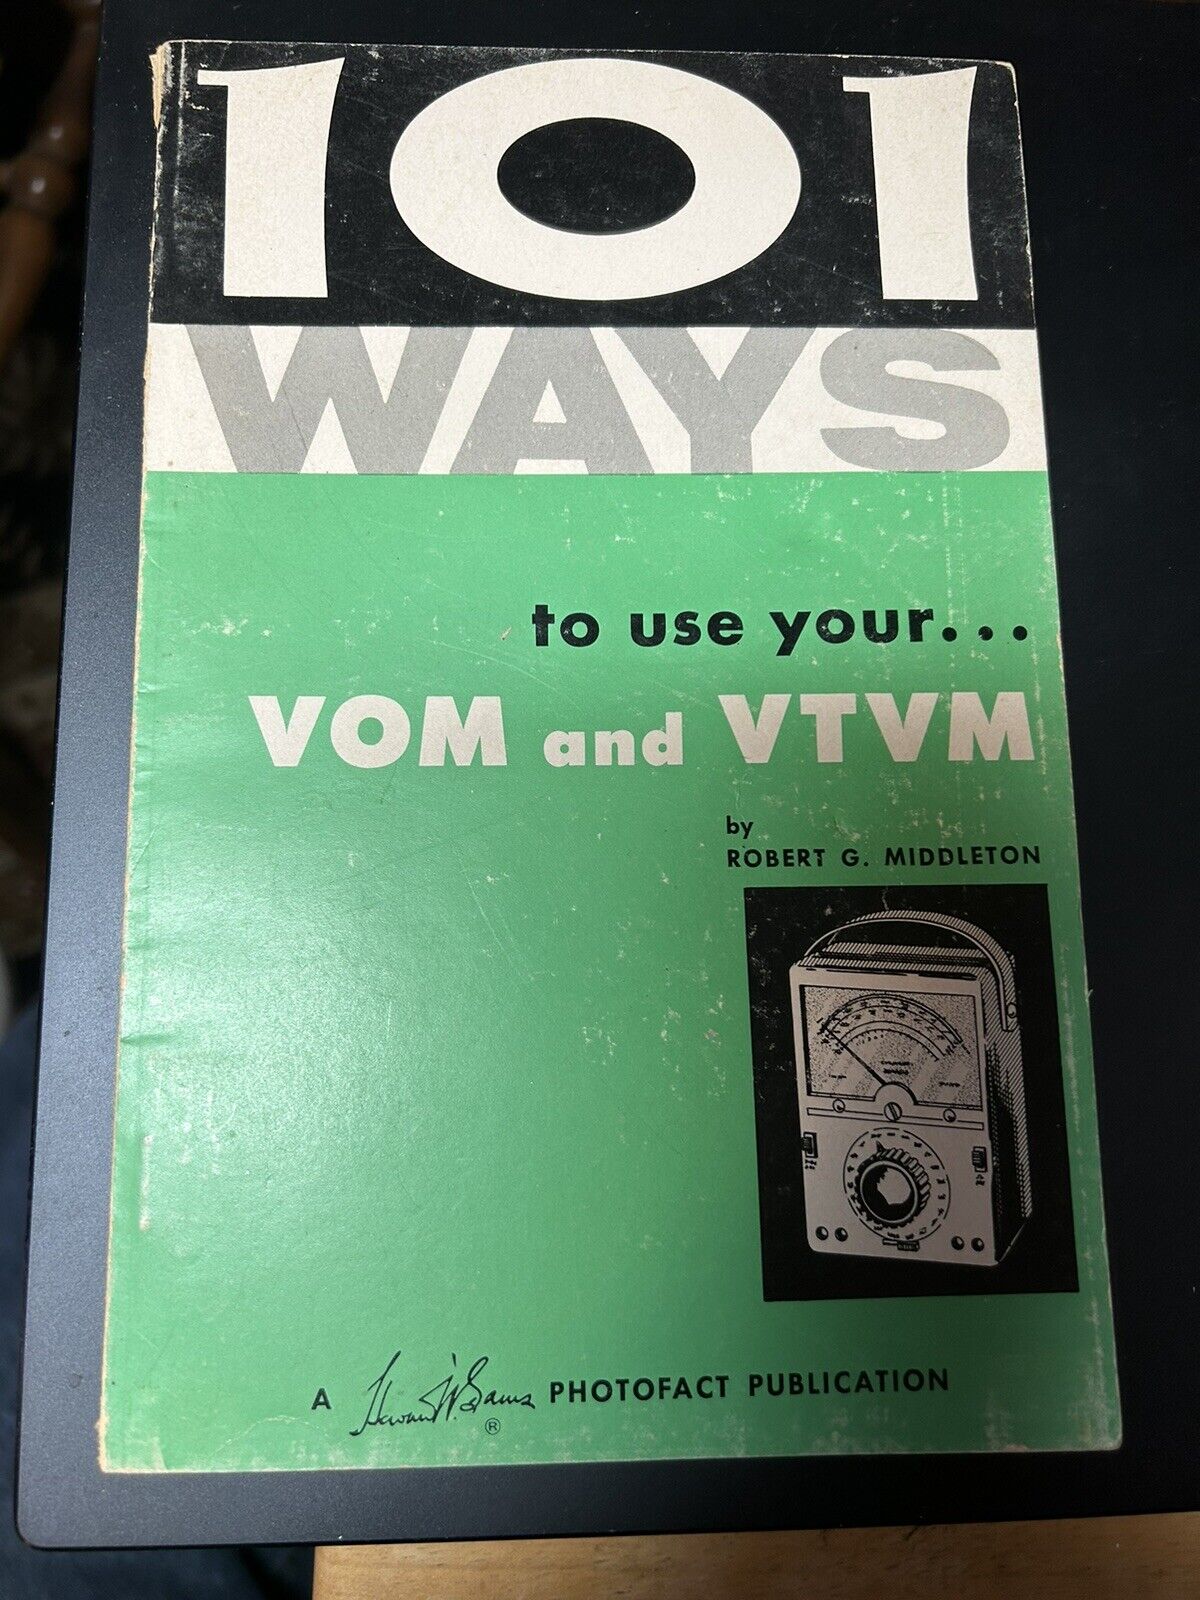 101
WAYS
to use your...
VOM and VTVM
by
ROBERT G. MIDDLETON
A Howard W. Sams ® PHOTOFACT PUBLICATION